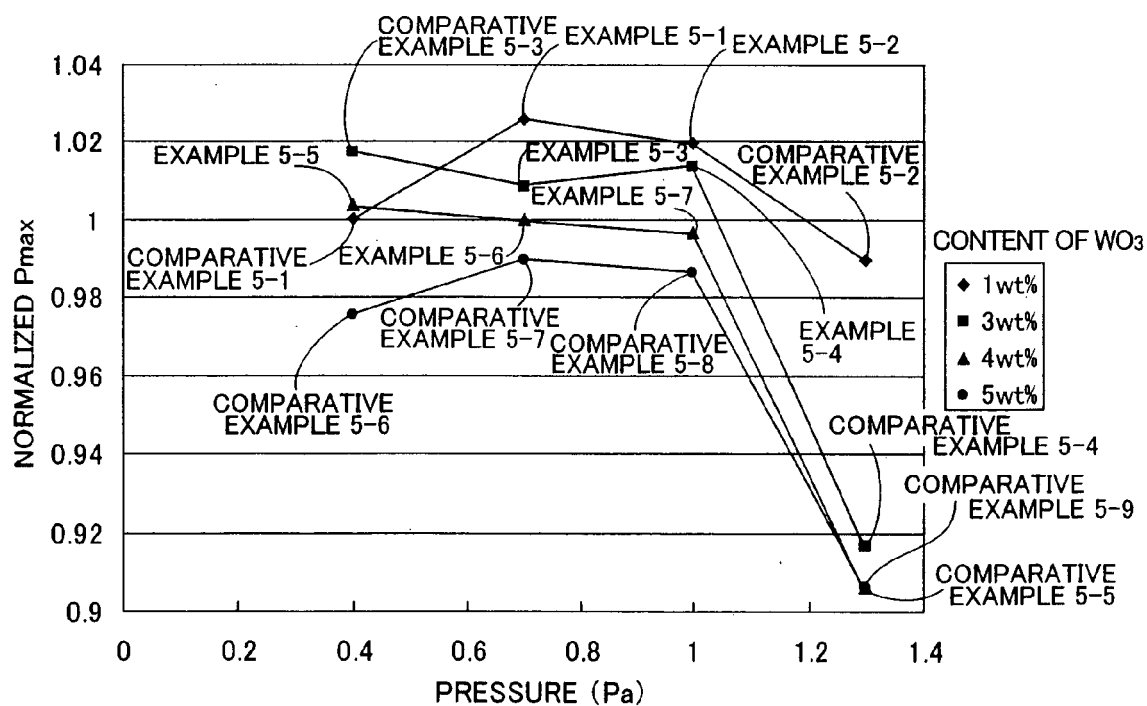 COMPARATIVE
EXAMPLE 5-3
EXAMPLE 5-1
EXAMPLE 5-2
1.04
1.02
1
0.98
0.96
0.94
0.92
0.9
NORMALIZED Pmax
EXAMPLE 5-5
EXAMPLE 5-3
COMPARATIVE
EXAMPLE 5-2
EXAMPLE 5-7
COMPARATIVE
EXAMPLE 5-1
EXAMPLE 5-6
COMPARATIVE
EXAMPLE 5-7
COMPARATIVE
EXAMPLE 5-8
EXAMPLE
5-4
COMPARATIVE
EXAMPLE 5-6
CONTENT OF WO3
1wt%
3wt%
4wt%
5wt%
COMPARATIVE
EXAMPLE 5-4
COMPARATIVE
EXAMPLE 5-9
COMPARATIVE
EXAMPLE 5-5
0 0.2 0.4 0.6 0.8 1 1.2 1.4
PRESSURE (Pa)